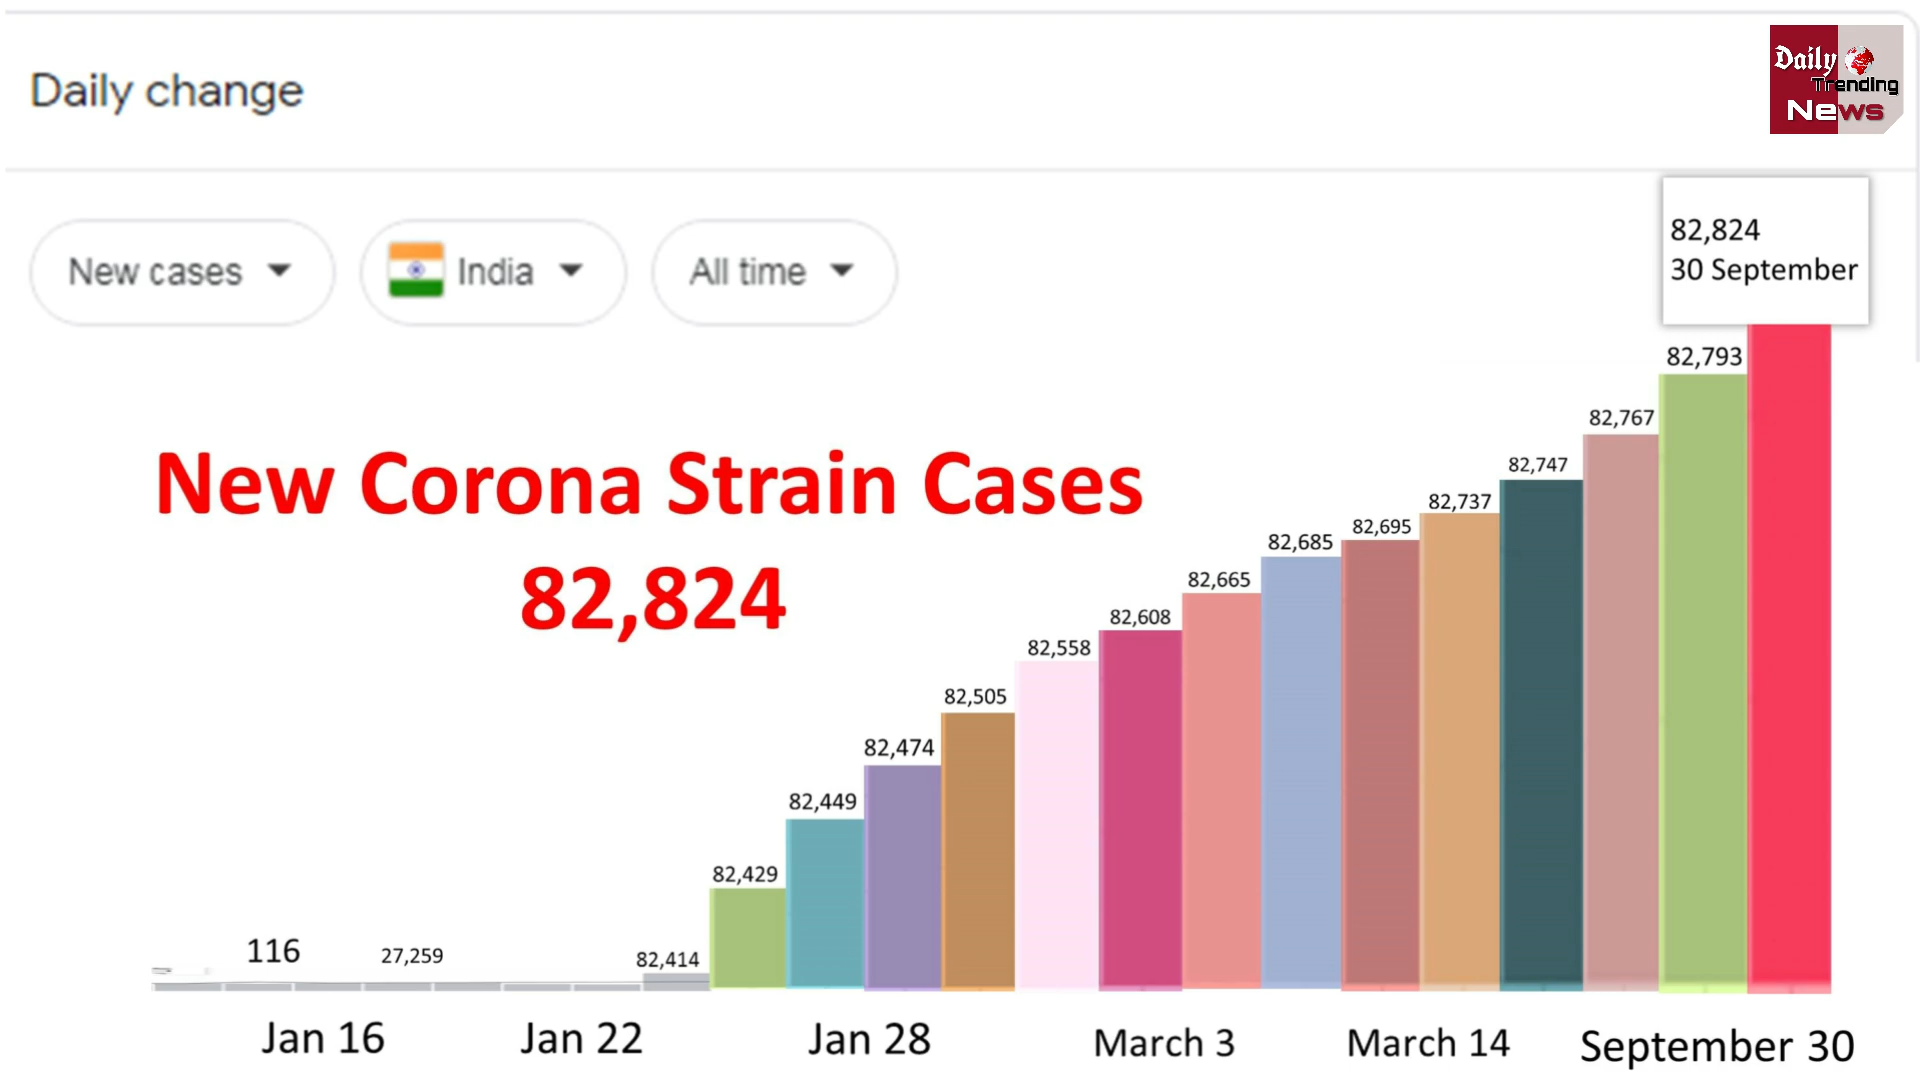 Daily change
Daily
Trending
News
82,824
30 September
New cases
India
All time
82,793
82,767
82,747
82,737
82,695
82,685
82,665
82,608
82,558
82,505
82,474
82,449
82,429
82,414
27,259
116
New Corona Strain Cases
82,824
Jan 16
Jan 22
Jan 28
March 3
March 14
September 30